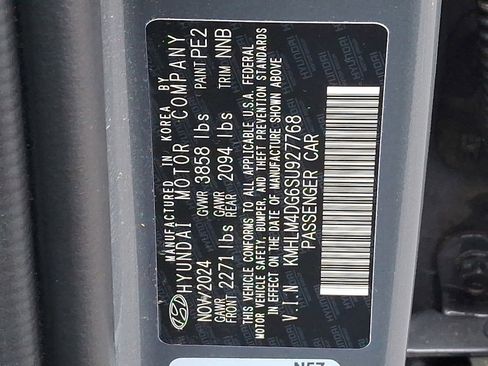 MANUFACTURED IN KOREA BY
HYUNDAI MOTOR COMPANY
NOV/2024 GVWR 3858 lbs PAINT PE2
GAWR FRONT 2271 lbs GAWR REAR 2094 lbs TRIM NNB
THIS VEHICLE CONFORMS TO ALL APPLICABLE U.S.A. FEDERAL
MOTOR VEHICLE SAFETY, BUMPER, AND THEFT PREVENTION STANDARDS
IN EFFECT ON THE DATE OF MANUFACTURE SHOWN ABOVE
V.I.N KMHLM4DG6SU927768
PASSENGER CAR